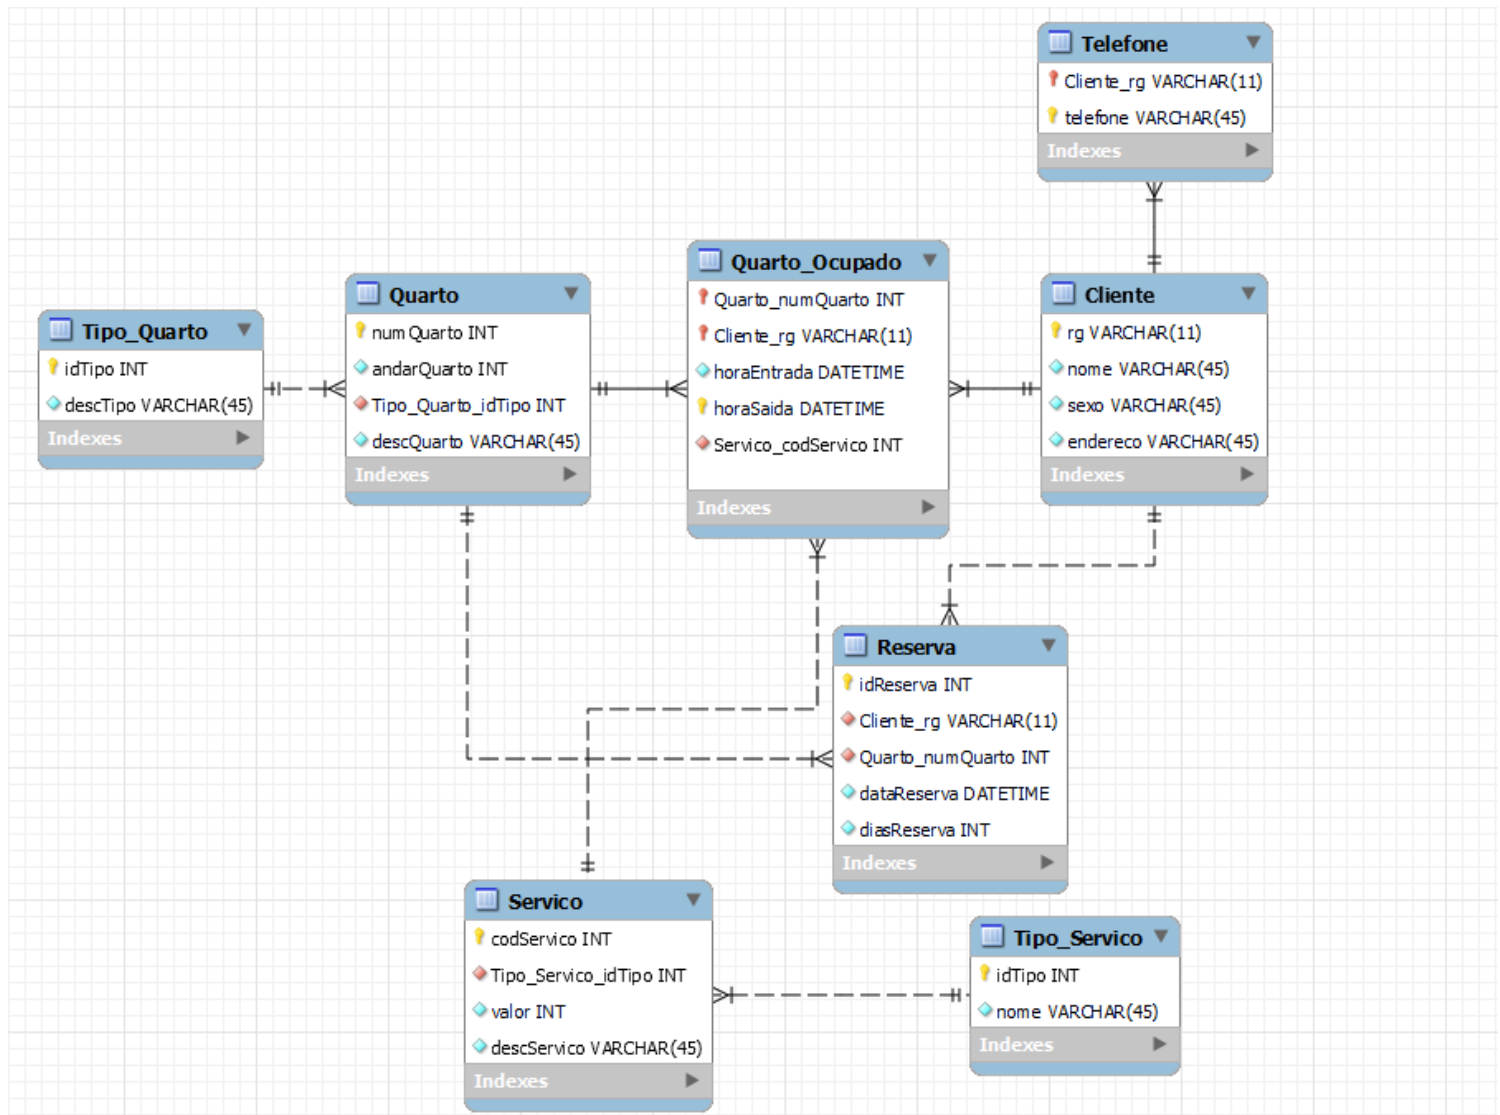 Telefone
Cliente_rg VARCHAR(11)
telefone VARCHAR(45)
Indexes
Tipo_Quarto
idTipo INT
descTipo VARCHAR(45)
Indexes
Quarto
numQuarto INT
andarQuarto INT
Tipo_Quarto_idTipo INT
descQuarto VARCHAR(45)
Indexes
Quarto_Ocupado
Quarto_numQuarto INT
Cliente_rg VARCHAR(11)
horaEntrada DATETIME
horaSaida DATETIME
Servico_codServico INT
Indexes
Cliente
rg VARCHAR(11)
nome VARCHAR(45)
sexo VARCHAR(45)
endereco VARCHAR(45)
Indexes
Reserva
idReserva INT
Cliente_rg VARCHAR(11)
Quarto_numQuarto INT
dataReserva DATETIME
diasReserva INT
Indexes
Servico
codServico INT
Tipo_Servico_idTipo INT
valor INT
descServico VARCHAR(45)
Indexes
Tipo_Servico
idTipo INT
nome VARCHAR(45)
Indexes